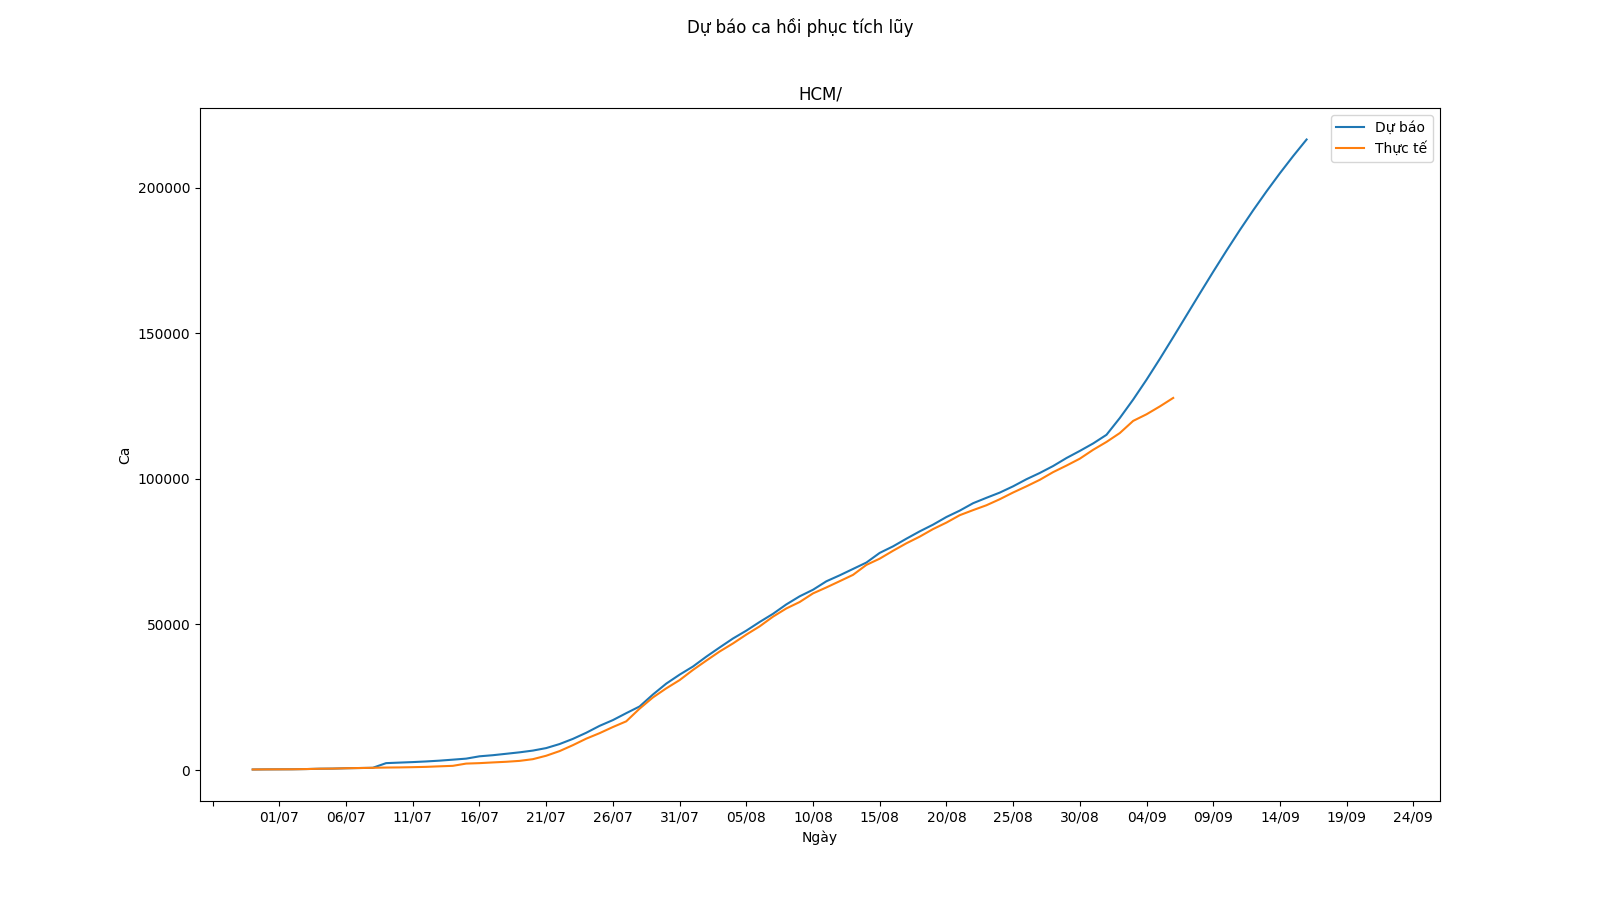 Dự báo ca hồi phục tích lũy
HCM/
Dự báo
Thực tế
200000
150000
100000
50000
0
Ca
01/07 06/07 11/07 16/07 21/07 26/07 31/07 05/08 10/08 15/08 20/08 25/08 30/08 04/09 09/09 14/09 19/09 24/09
Ngày